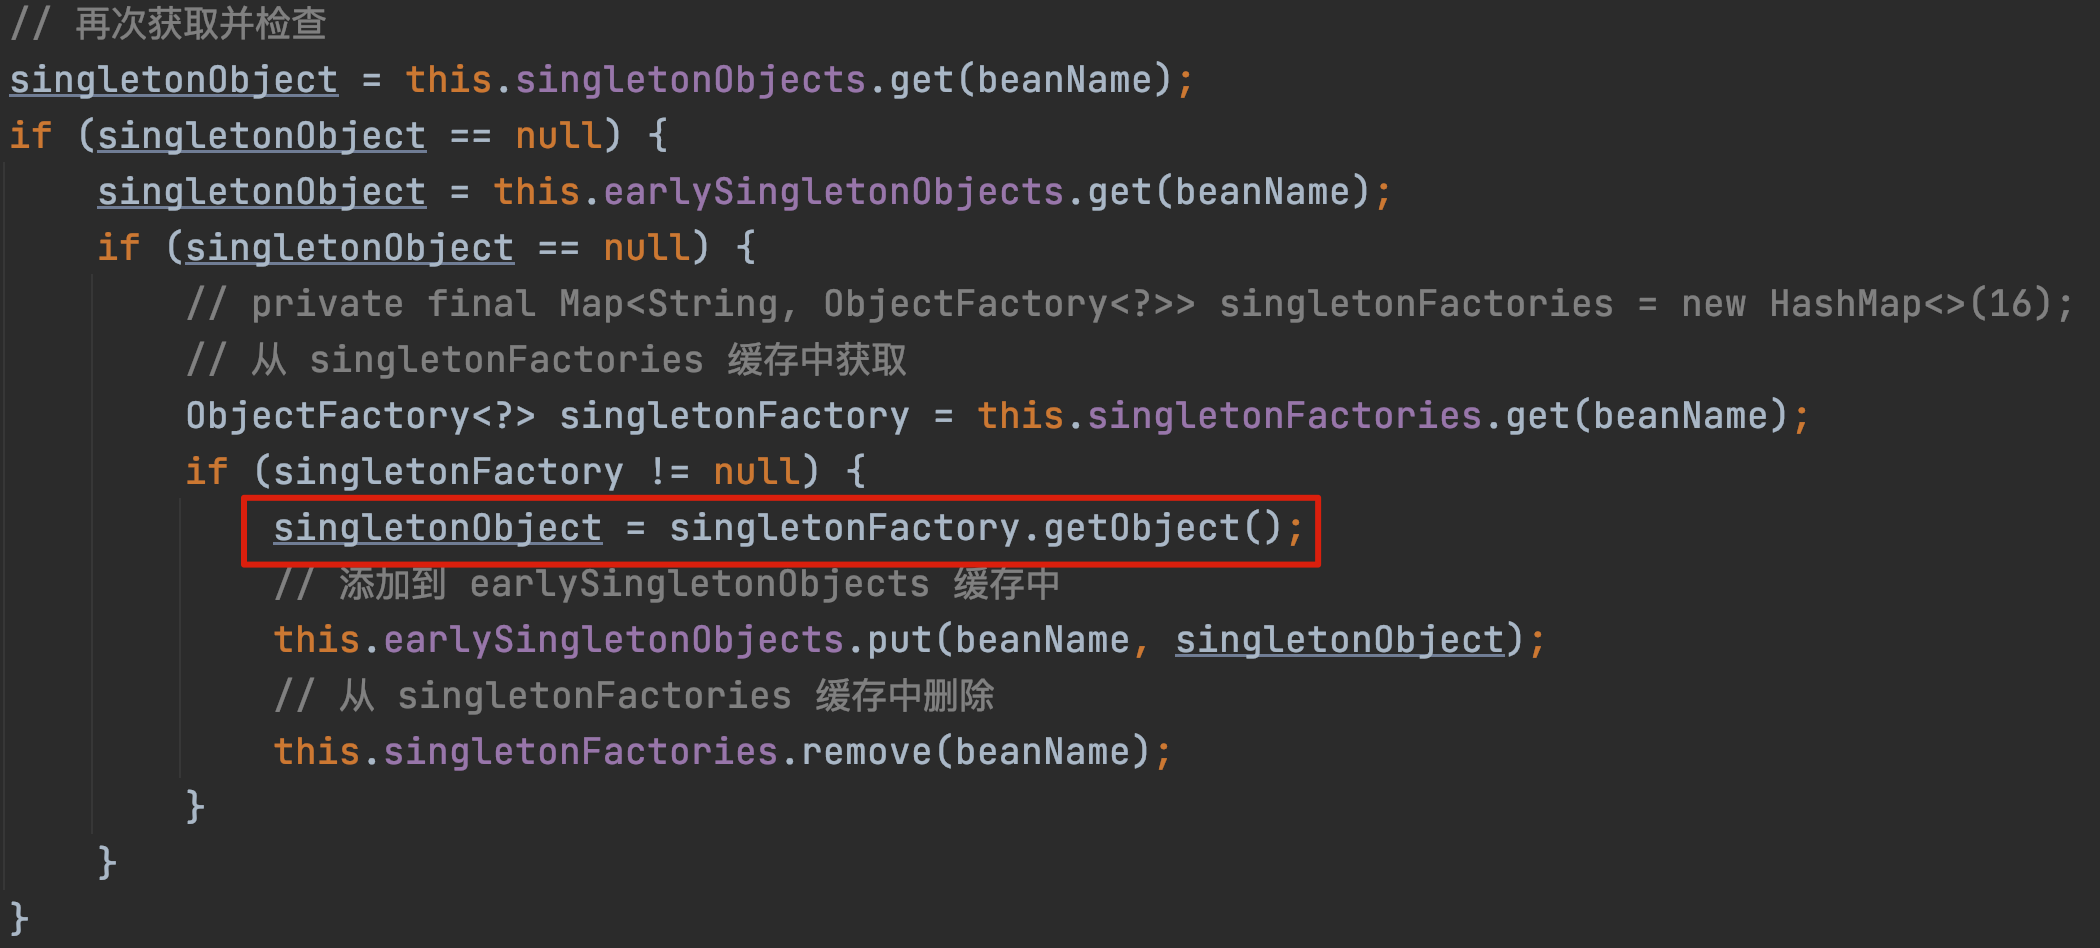 // 再次获取并检查
singletonObject = this.singletonObjects.get(beanName);
if (singletonObject == null) {
    singletonObject = this.earlySingletonObjects.get(beanName);
    if (singletonObject == null) {
        // private final Map<String, ObjectFactory<?>> singletonFactories = new HashMap<>(16);
        // 从 singletonFactories 缓存中获取
        ObjectFactory<?> singletonFactory = this.singletonFactories.get(beanName);
        if (singletonFactory != null) {
            singletonObject = singletonFactory.getObject();
            // 添加到 earlySingletonObjects 缓存中
            this.earlySingletonObjects.put(beanName, singletonObject);
            // 从 singletonFactories 缓存中删除
            this.singletonFactories.remove(beanName);
        }
    }
}